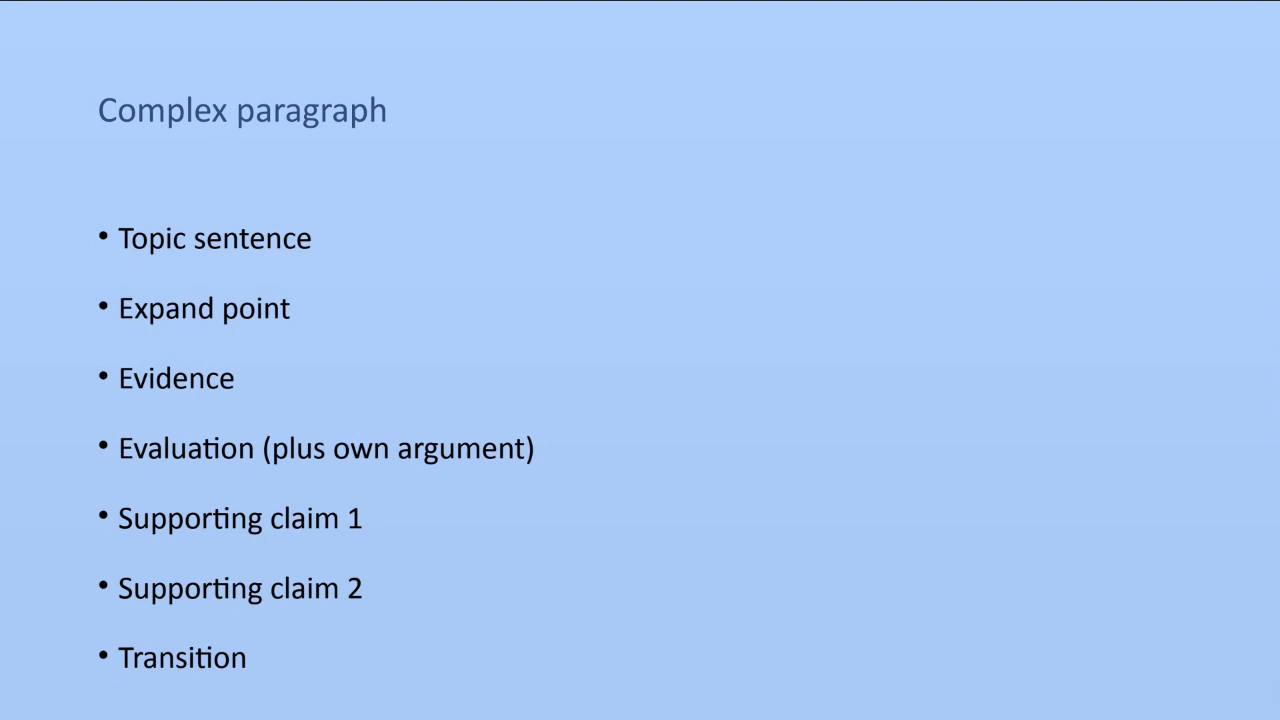 Complex paragraph
• Topic sentence
• Expand point
• Evidence
• Evaluation (plus own argument)
• Supporting claim 1
• Supporting claim 2
• Transition